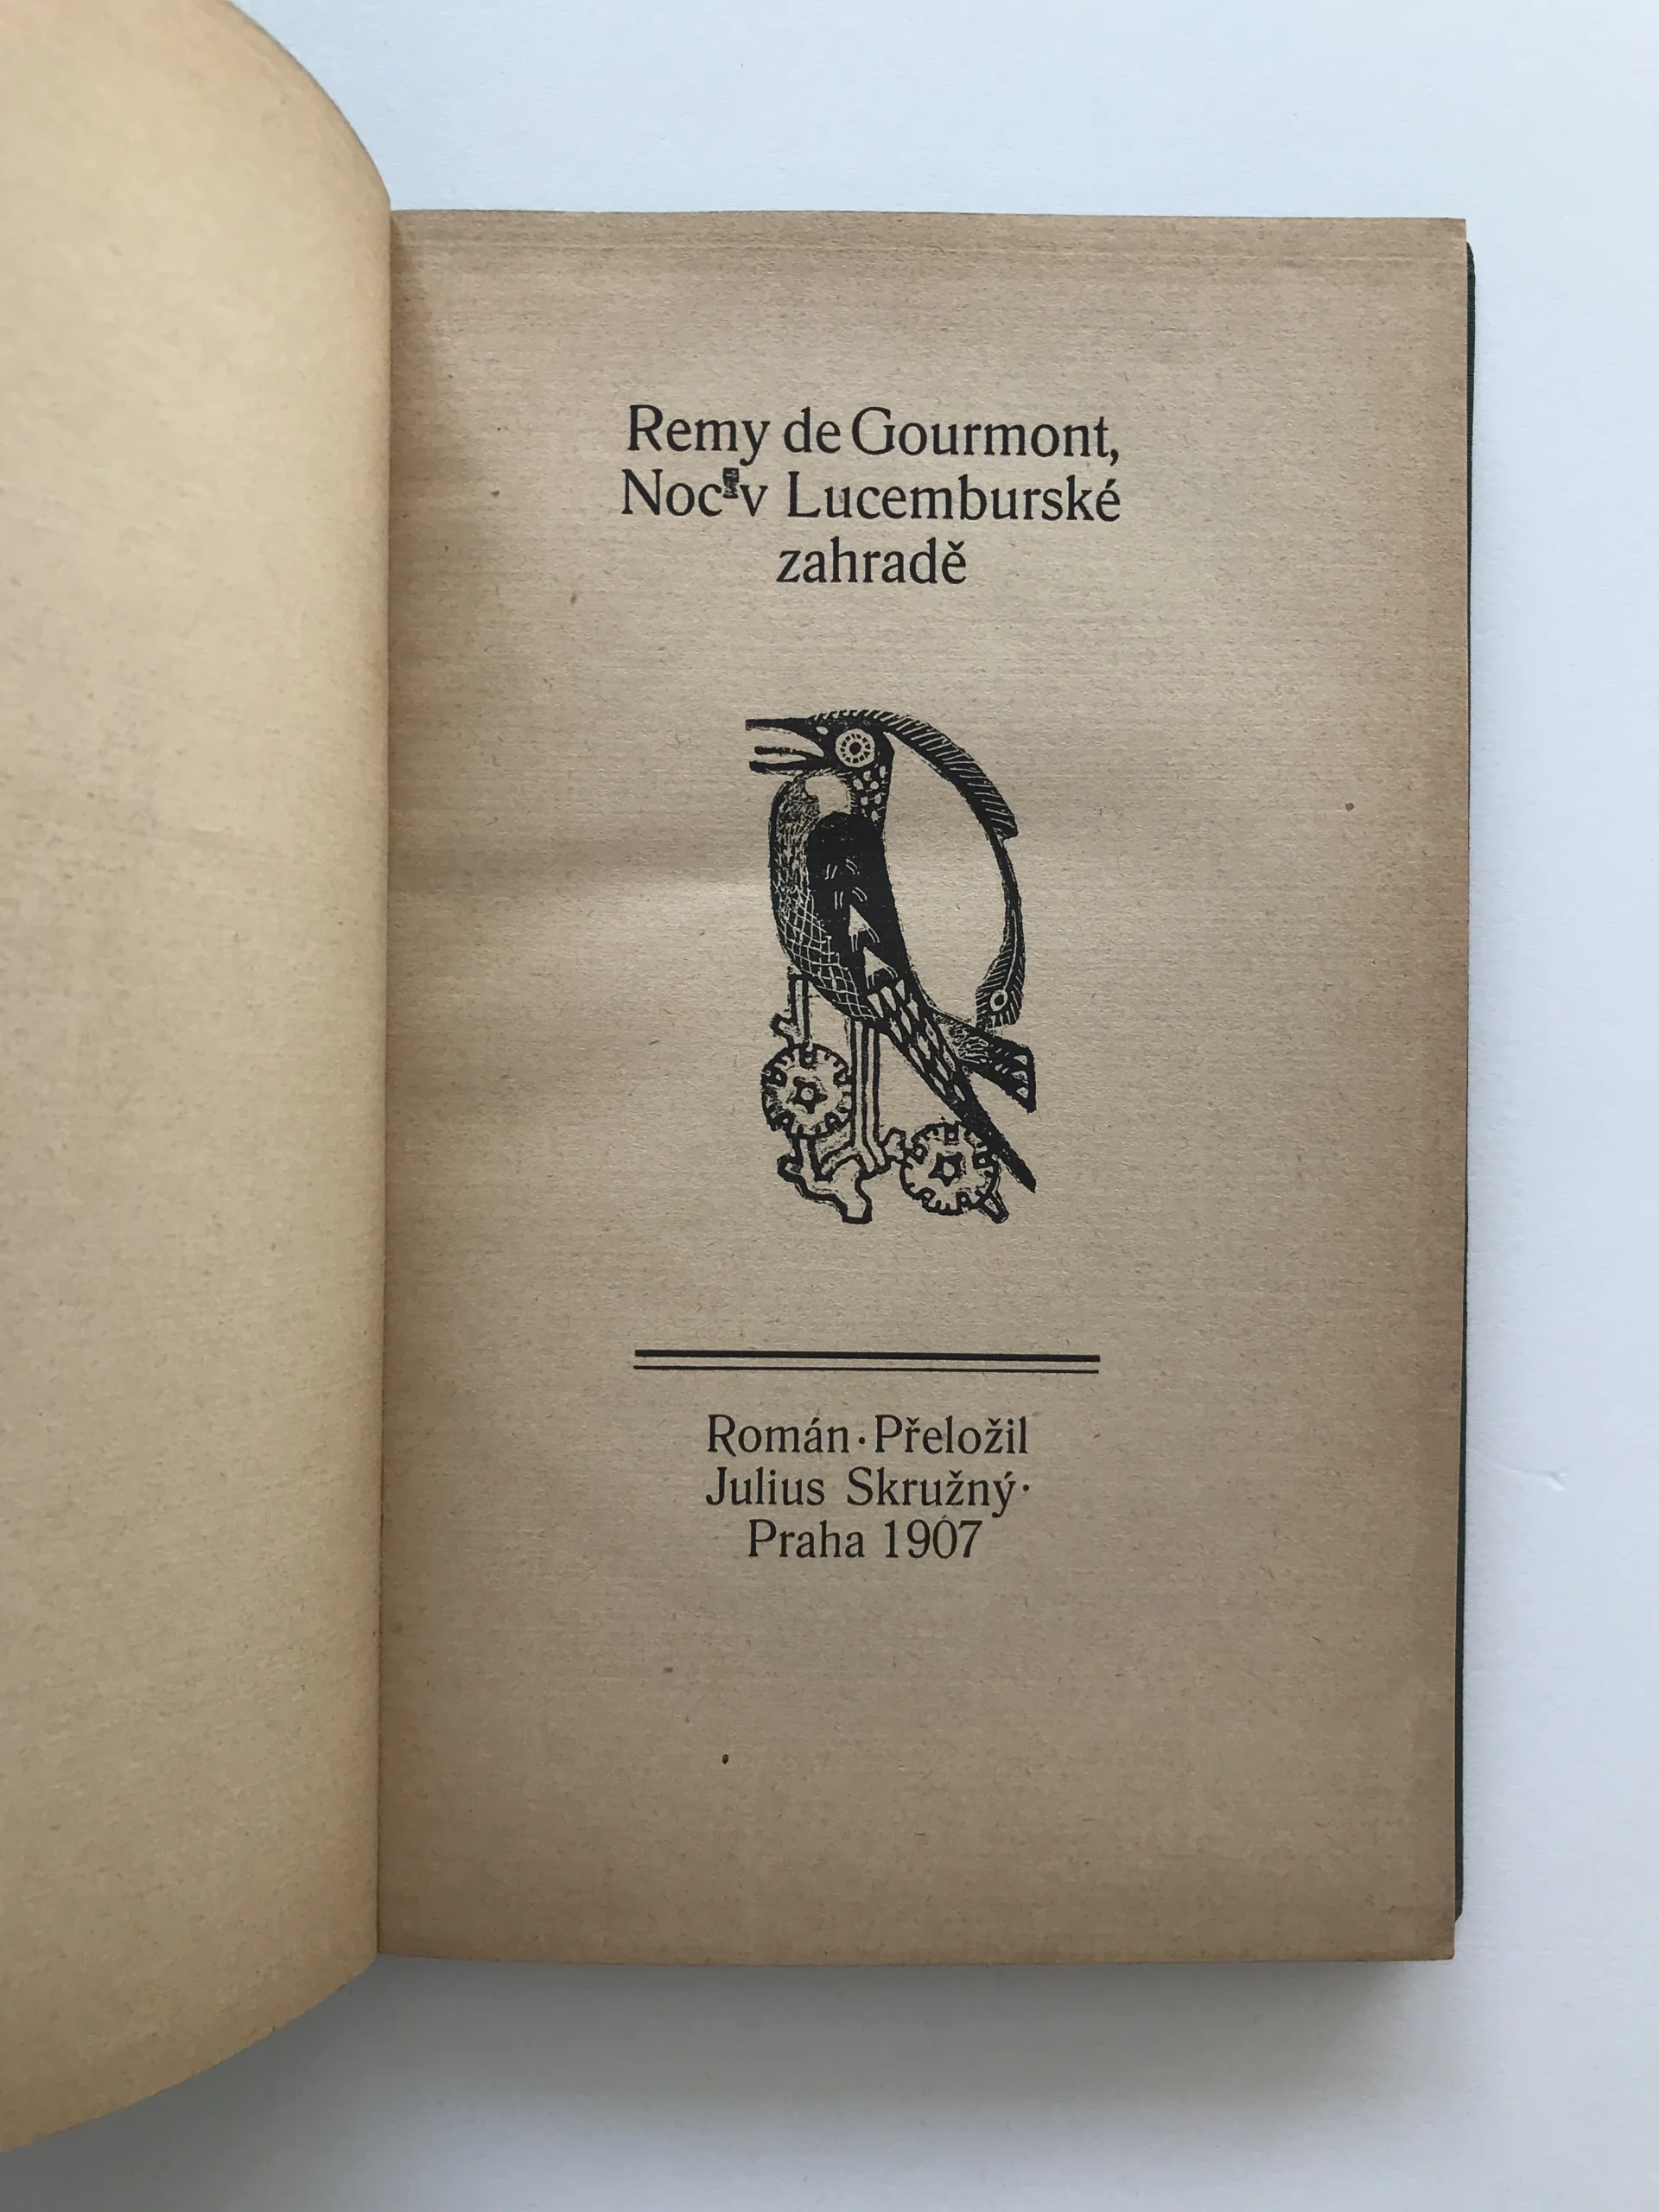 Remy de Gourmont,
Noc v Lucemburské
zahradě
Román · Přeložil
Julius Skružný ·
Praha 1907